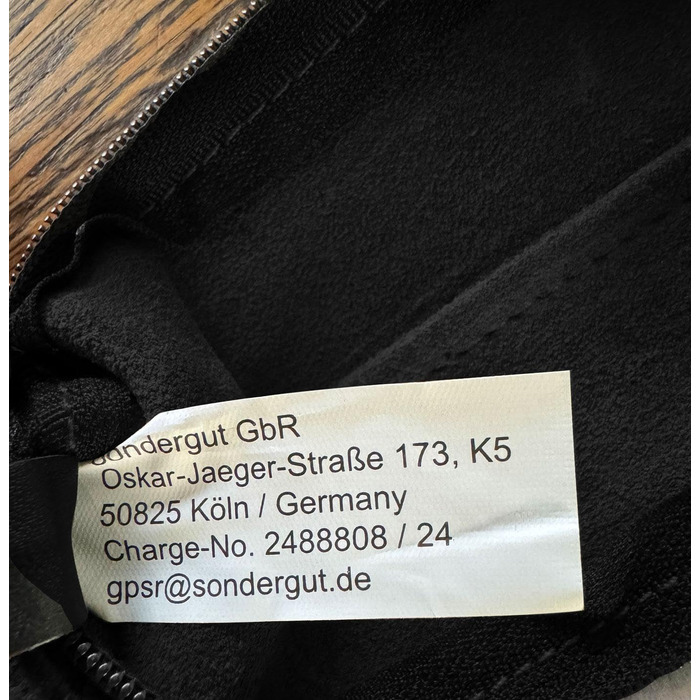 sondergut GbR
Oskar-Jaeger-Straße 173, K5
50825 Köln / Germany
Charge-No. 2488808 / 24
gpsr@sondergut.de